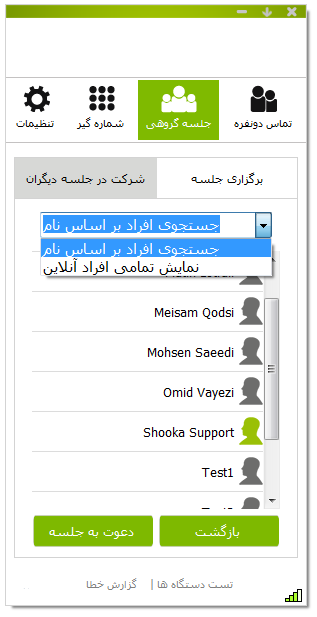 تماس دونفره
جلسه گروهی
شماره گیر
تنظیمات
برگزاری جلسه
شرکت در جلسه دیگران
جستجوی افراد بر اساس نام
جستجوی افراد بر اساس نام
نمایش تمامی افراد آنلاین
Meisam Qodsi
Mohsen Saeedi
Omid Vayezi
Shooka Support
Test1
بازگشت
دعوت به جلسه
تست دستگاه ها | گزارش خطا